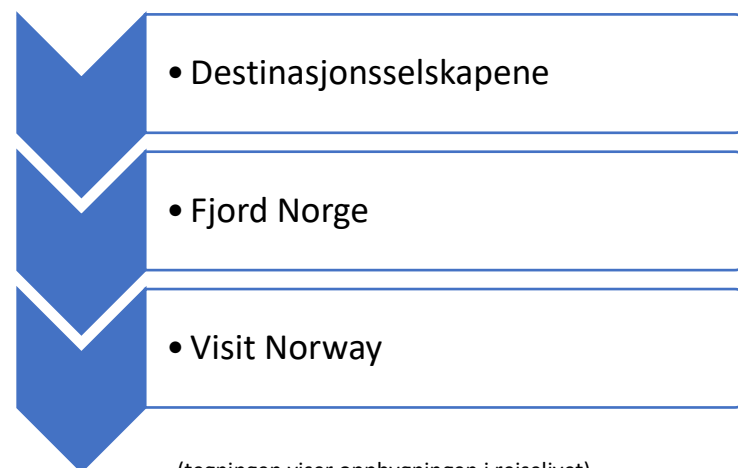 • Destinasjonsselskapene
• Fjord Norge
• Visit Norway
(tegningen viser oppbygningen i reiselivet)